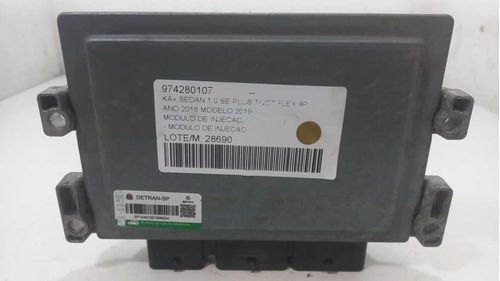 974280107
KA+ SEDAN 1.0 SE PLUS TIVCT FLEX 4P
ANO 2018 MODELO 2019
MODULO DE INJECAO
- MODULO DE INJECAO
LOTE/M: 28690
DETRAN-SP